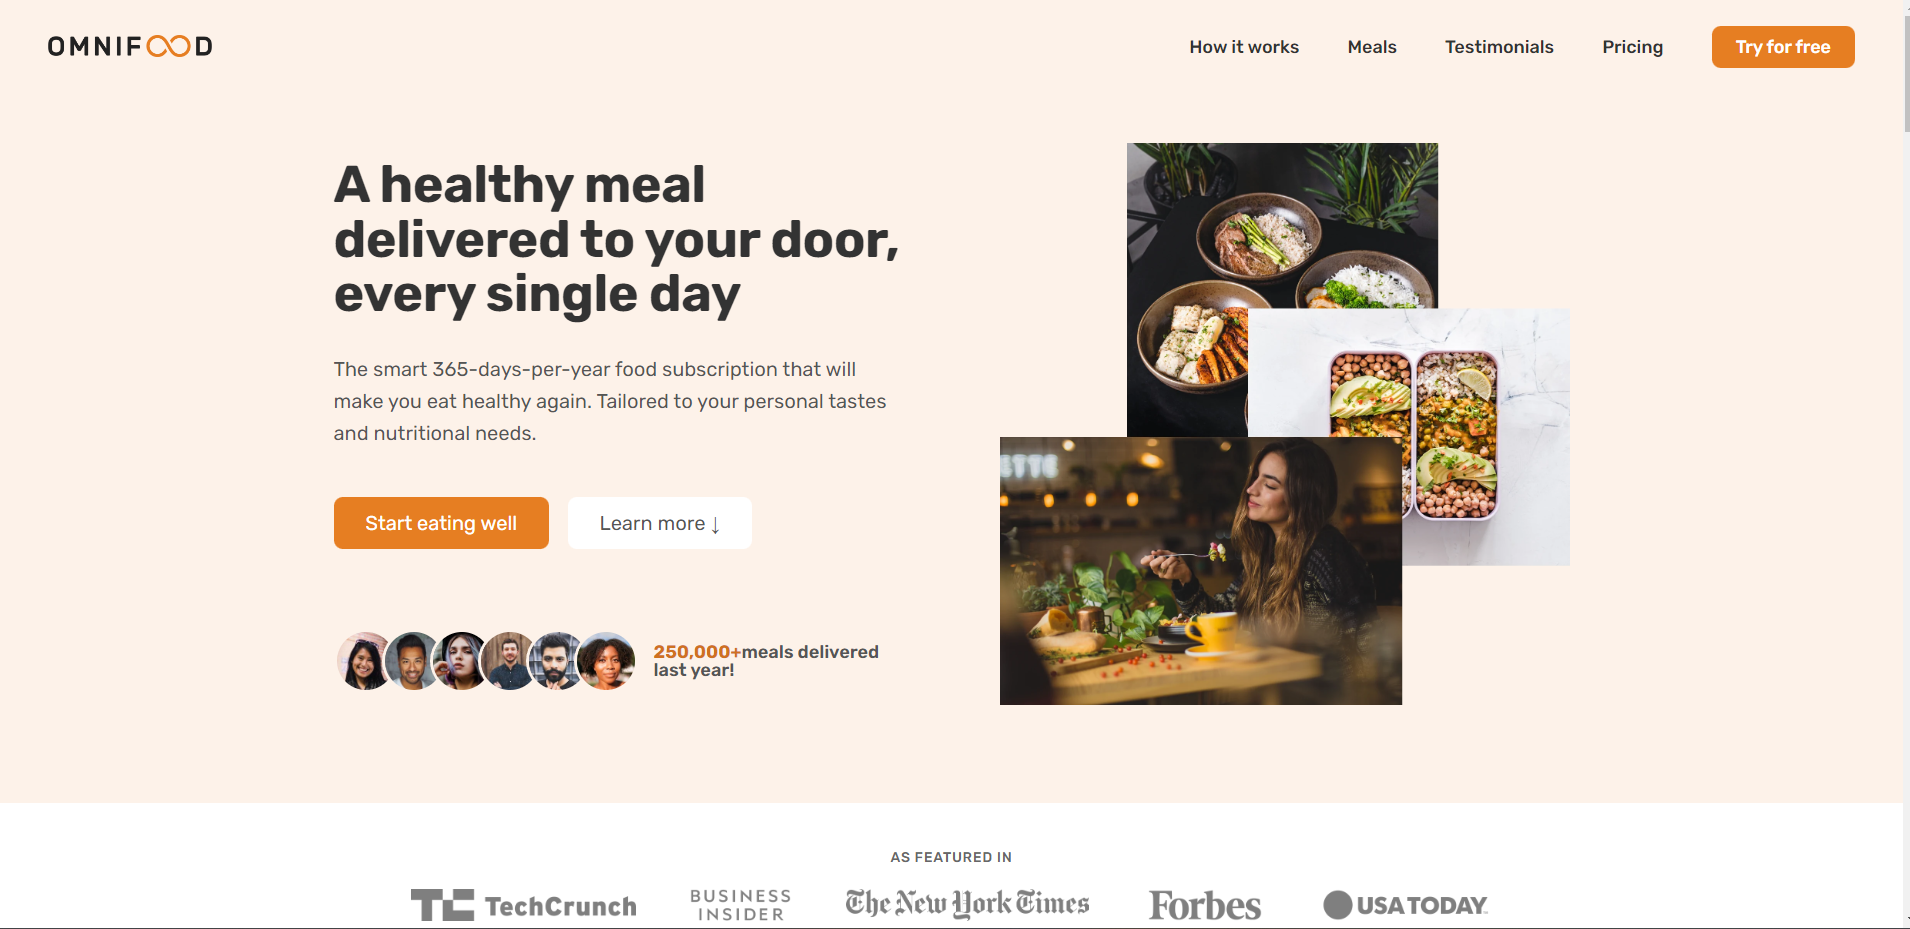 OMNIFOOD
How it works
Meals
Testimonials
Pricing
Try for free
A healthy meal
delivered to your door,
every single day
The smart 365-days-per-year food subscription that will
make you eat healthy again. Tailored to your personal tastes
and nutritional needs.
Start eating well
Learn more ↓
250,000+meals delivered
last year!
ETTE
AS FEATURED IN
TC TechCrunch
BUSINESS
INSIDER
The New York Times
Forbes
USA TODAY